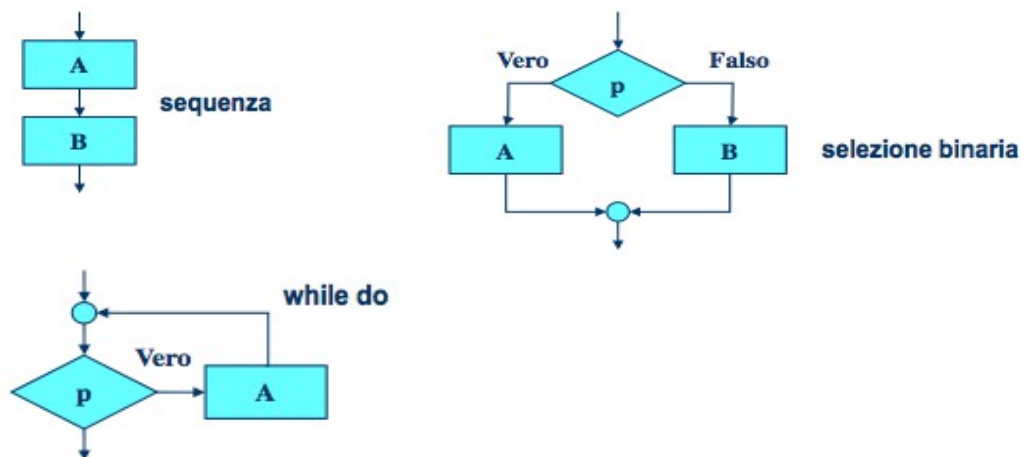 A
sequenza
B
Vero
Falso
p
A
B
selezione binaria
while do
Vero
p
A